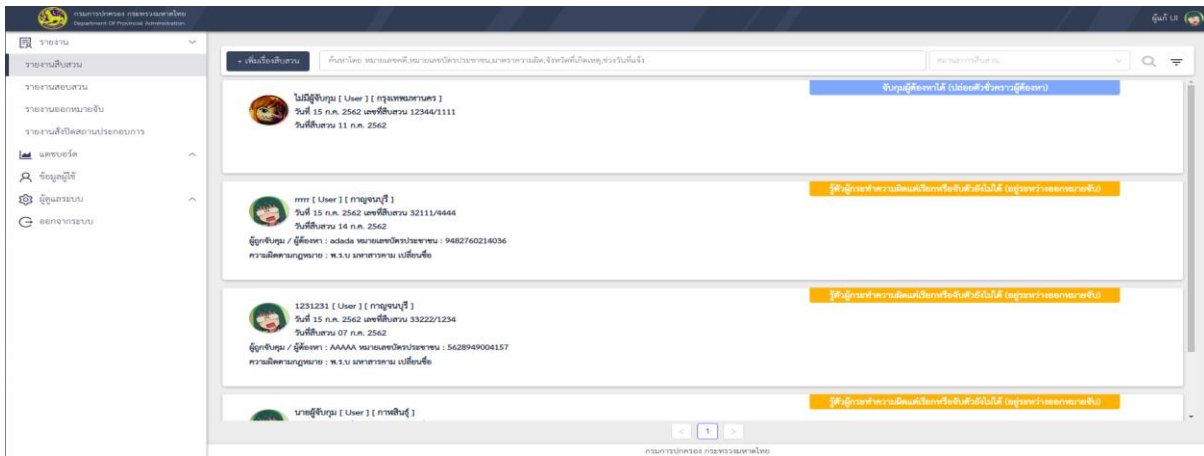 กรมการปกครอง กระทรวงมหาดไทย
Department Of Provincial Administration
ผู้แก้ UI
รายงาน
รายงานสืบสวน
รายงานสอบสวน
รายงานออกหมายจับ
รายงานสั่งปิดสถานประกอบการ
แดชบอร์ด
ข้อมูลผู้ใช้
ผู้ดูแลระบบ
ออกจากระบบ
+ เพิ่มเรื่องสืบสวน
ค้นหาโดย หมายเลขคดี,หมายเลขบัตรประชาชน,มาตราความผิด,จังหวัดที่เกิดเหตุ,ช่วงวันที่แจ้ง
สถานะการสืบสวน
จับกุมผู้ต้องหาได้ (ปล่อยตัวชั่วคราวผู้ต้องหา)
ไม่มีผู้จับกุม [ User ] [ กรุงเทพมหานคร ]
วันที่ 15 ก.ค. 2562 เลขที่สืบสวน 12344/1111
วันที่สืบสวน 11 ก.ค. 2562
รู้ตัวผู้กระทำความผิดแต่เรียกหรือจับตัวยังไม่ได้ (อยู่ระหว่างออกหมายจับ)
rrrrr [ User ] [ กาญจนบุรี ]
วันที่ 15 ก.ค. 2562 เลขที่สืบสวน 32111/4444
วันที่สืบสวน 14 ก.ค. 2562
ผู้ถูกจับกุม / ผู้ต้องหา : adada หมายเลขบัตรประชาชน : 9482760214036
ความผิดตามกฎหมาย : พ.ร.บ มหาสารคาม เปลี่ยนชื่อ
รู้ตัวผู้กระทำความผิดแต่เรียกหรือจับตัวยังไม่ได้ (อยู่ระหว่างออกหมายจับ)
1231231 [ User ] [ กาญจนบุรี ]
วันที่ 15 ก.ค. 2562 เลขที่สืบสวน 33222/1234
วันที่สืบสวน 07 ก.ค. 2562
ผู้ถูกจับกุม / ผู้ต้องหา : AAAAA หมายเลขบัตรประชาชน : 5628949004157
ความผิดตามกฎหมาย : พ.ร.บ มหาสารคาม เปลี่ยนชื่อ
รู้ตัวผู้กระทำความผิดแต่เรียกหรือจับตัวยังไม่ได้ (อยู่ระหว่างออกหมายจับ)
นายผู้จับกุม [ User ] [ กาฬสินธุ์ ]
< 1 >
กรมการปกครอง กระทรวงมหาดไทย